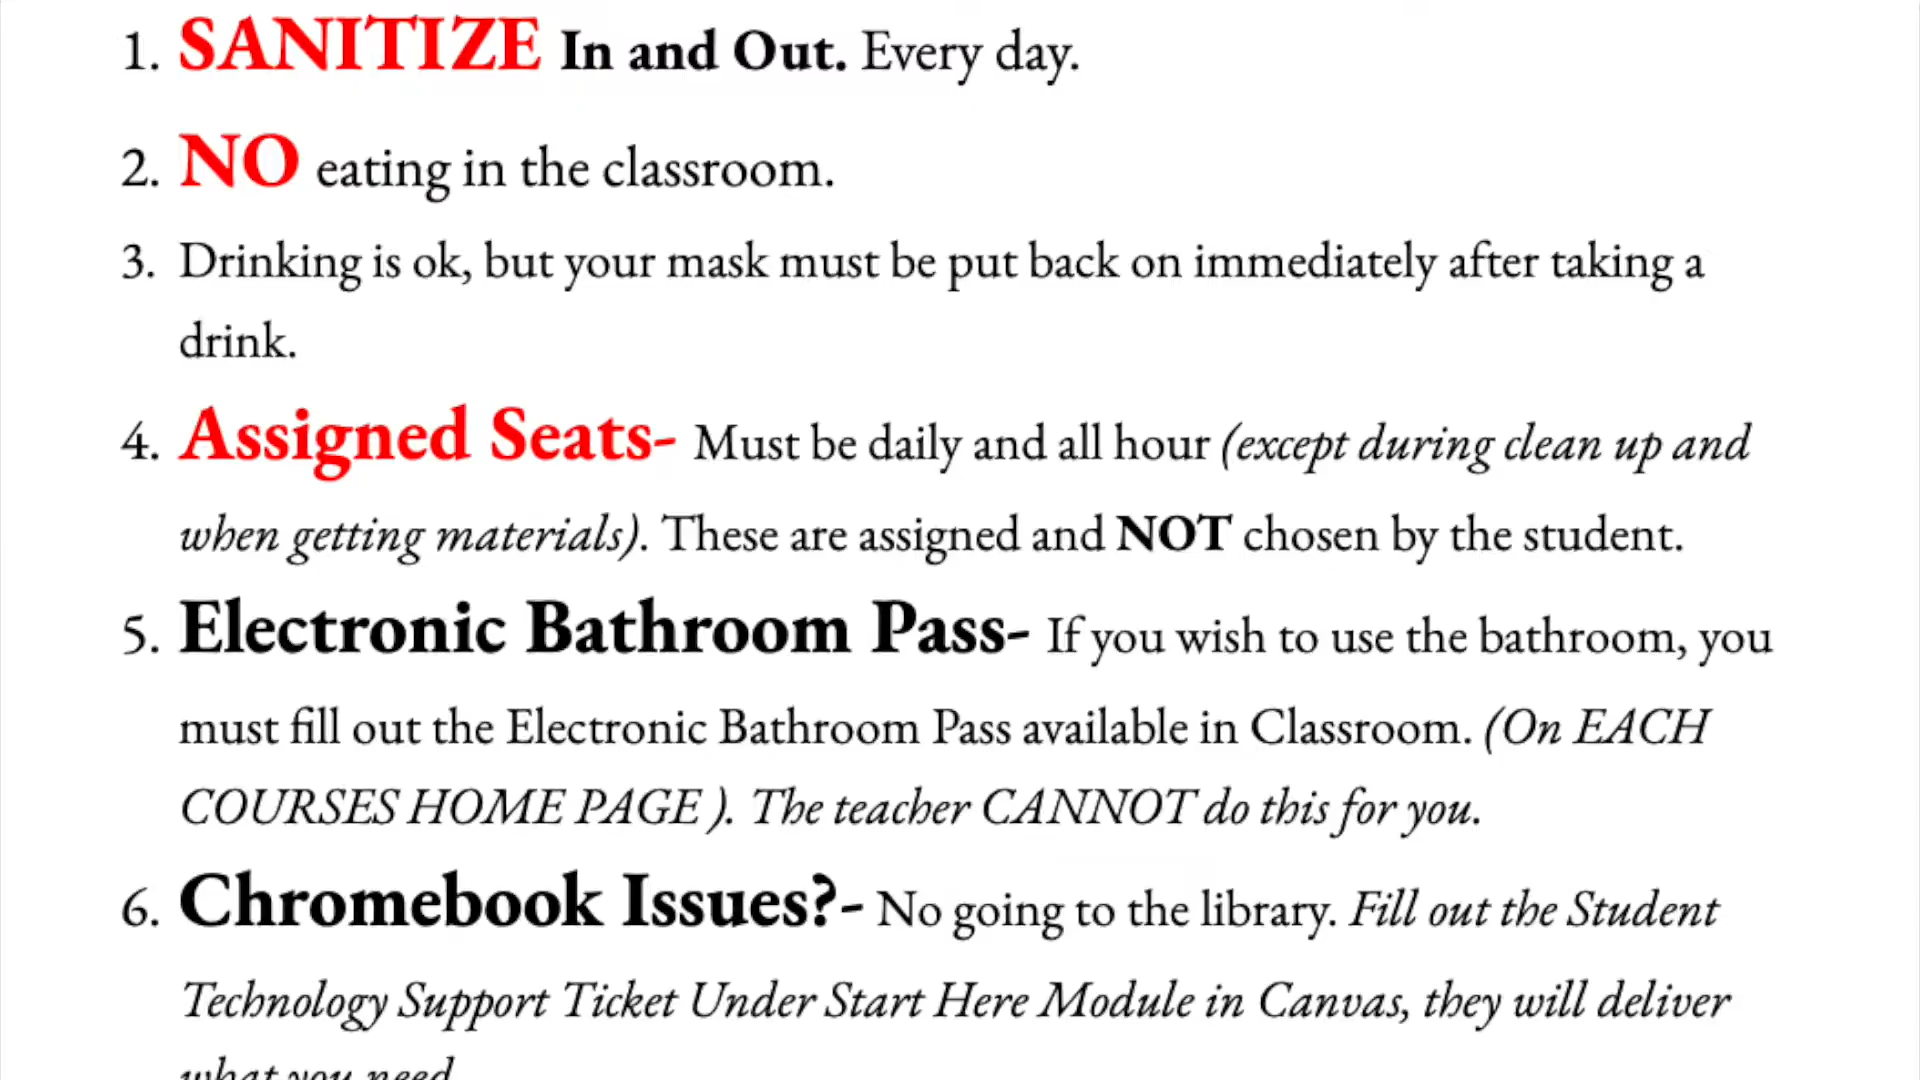 1. SANITIZE In and Out. Every day.
2. NO eating in the classroom.
3. Drinking is ok, but your mask must be put back on immediately after taking a
drink.
4. Assigned Seats- Must be daily and all hour (except during clean up and
when getting materials). These are assigned and NOT chosen by the student.
5. Electronic Bathroom Pass- If you wish to use the bathroom, you
must fill out the Electronic Bathroom Pass available in Classroom. (On EACH
COURSES HOME PAGE ). The teacher CANNOT do this for you.
6. Chromebook Issues?- No going to the library. Fill out the Student
Technology Support Ticket Under Start Here Module in Canvas, they will deliver
what you need